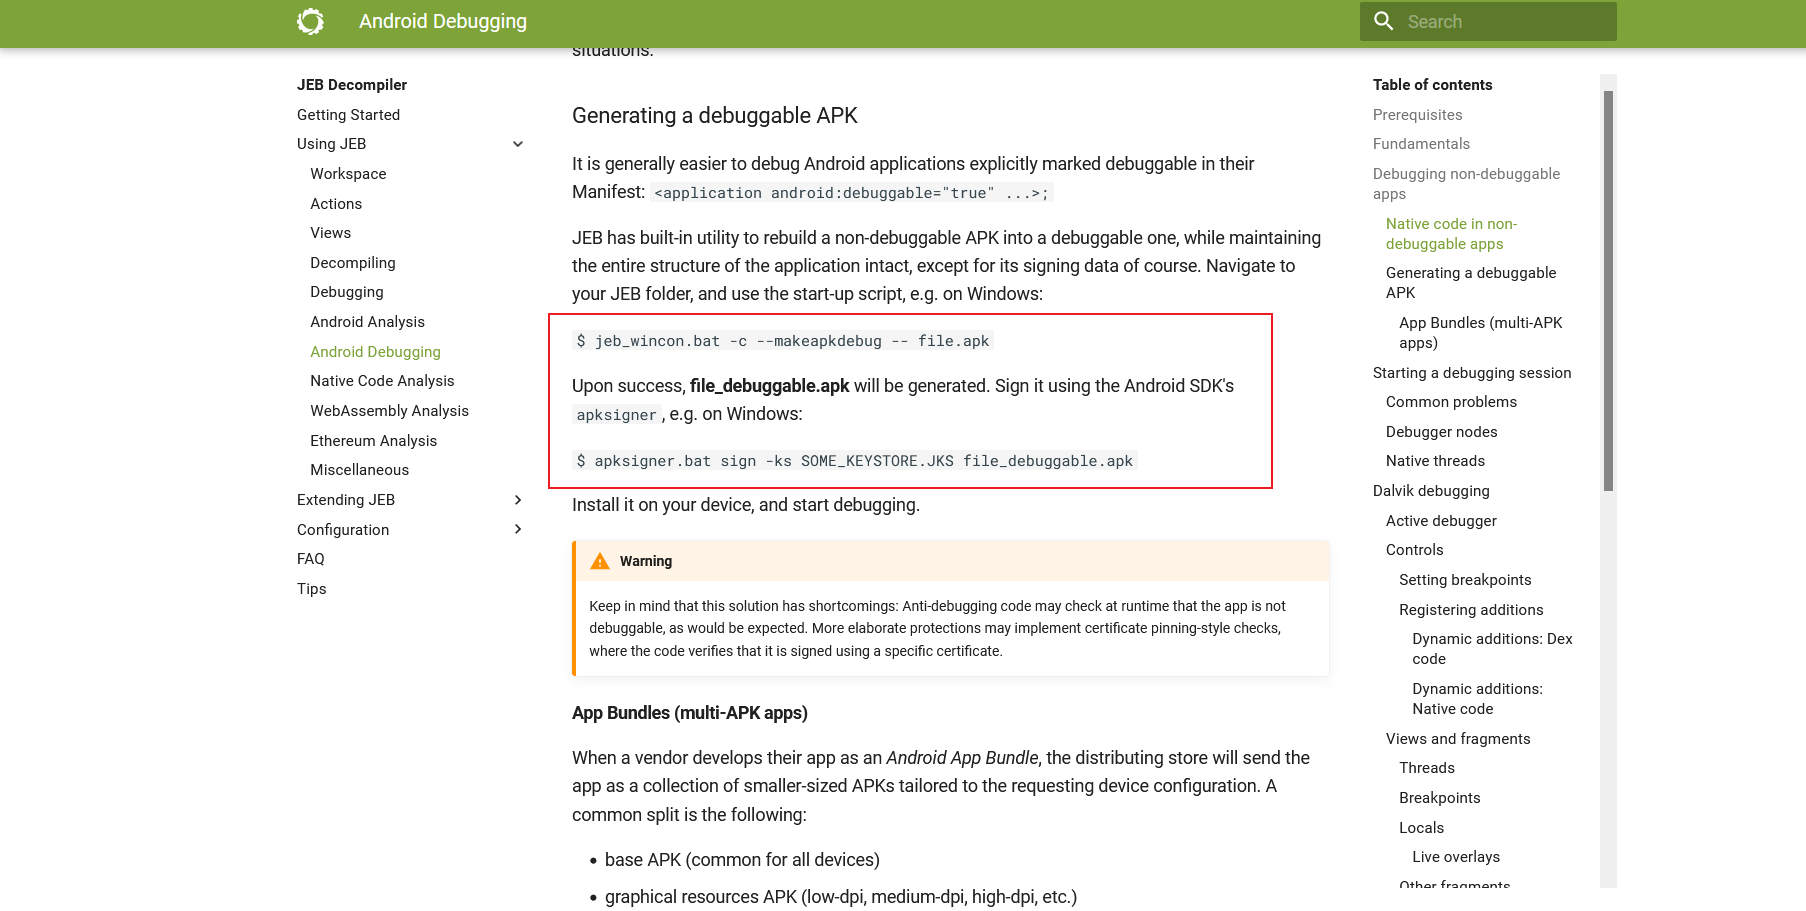 Android Debugging
Search
JEB Decompiler
Getting Started
Using JEB
Workspace
Actions
Views
Decompiling
Debugging
Android Analysis
Android Debugging
Native Code Analysis
WebAssembly Analysis
Ethereum Analysis
Miscellaneous
Extending JEB
Configuration
FAQ
Tips
situations.
Generating a debuggable APK
It is generally easier to debug Android applications explicitly marked debuggable in their
Manifest: <application android:debuggable="true" ...>;
JEB has built-in utility to rebuild a non-debuggable APK into a debuggable one, while maintaining
the entire structure of the application intact, except for its signing data of course. Navigate to
your JEB folder, and use the start-up script, e.g. on Windows:
$ jeb_wincon.bat -c --makeapkdebug -- file.apk
Upon success, file_debuggable.apk will be generated. Sign it using the Android SDK's
apksigner, e.g. on Windows:
$ apksigner.bat sign -ks SOME_KEYSTORE.JKS file_debuggable.apk
Install it on your device, and start debugging.
Warning
Keep in mind that this solution has shortcomings: Anti-debugging code may check at runtime that the app is not
debuggable, as would be expected. More elaborate protections may implement certificate pinning-style checks,
where the code verifies that it is signed using a specific certificate.
App Bundles (multi-APK apps)
When a vendor develops their app as an Android App Bundle, the distributing store will send the
app as a collection of smaller-sized APKs tailored to the requesting device configuration. A
common split is the following:
• base APK (common for all devices)
• graphical resources APK (low-dpi, medium-dpi, high-dpi, etc.)
Table of contents
Prerequisites
Fundamentals
Debugging non-debuggable
apps
Native code in non-
debuggable apps
Generating a debuggable
APK
App Bundles (multi-APK
apps)
Starting a debugging session
Common problems
Debugger nodes
Native threads
Dalvik debugging
Active debugger
Controls
Setting breakpoints
Registering additions
Dynamic additions: Dex
code
Dynamic additions:
Native code
Views and fragments
Threads
Breakpoints
Locals
Live overlays
Other fragments